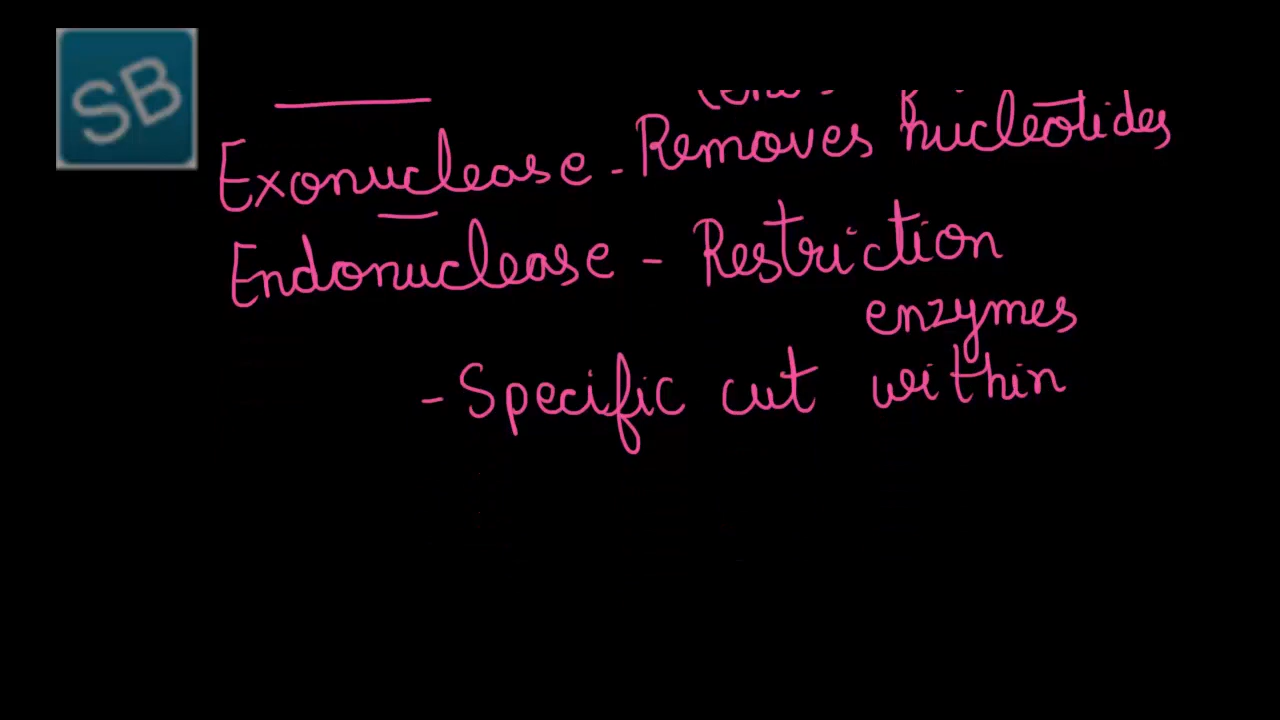 SB
Exonuclease - Removes nucleotides
Endonuclease - Restriction
enzymes
- Specific cut within